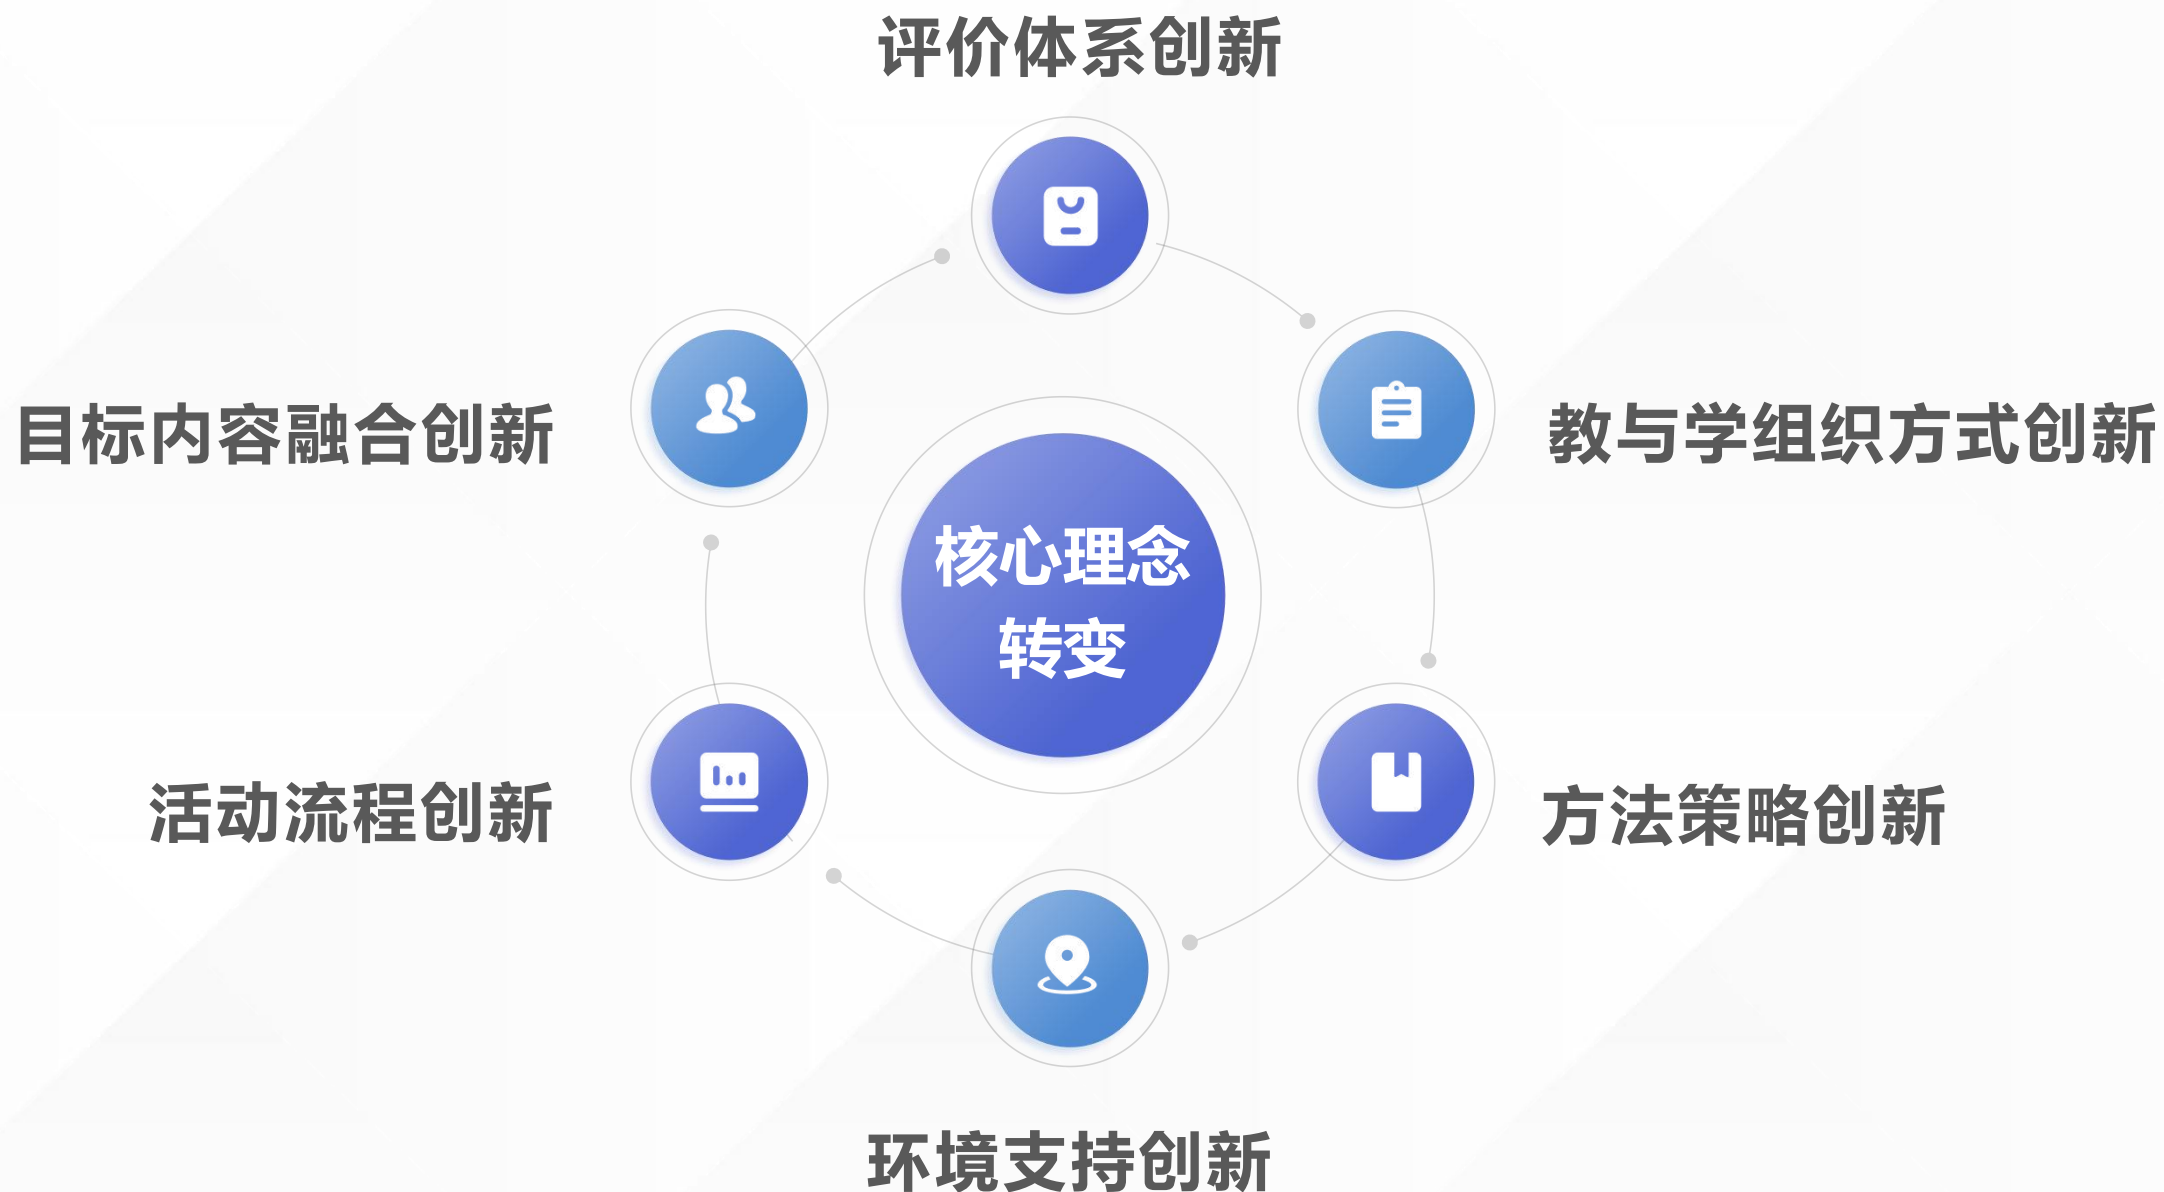 评价体系创新
目标内容融合创新
教与学组织方式创新
核心理念
转变
活动流程创新
方法策略创新
环境支持创新